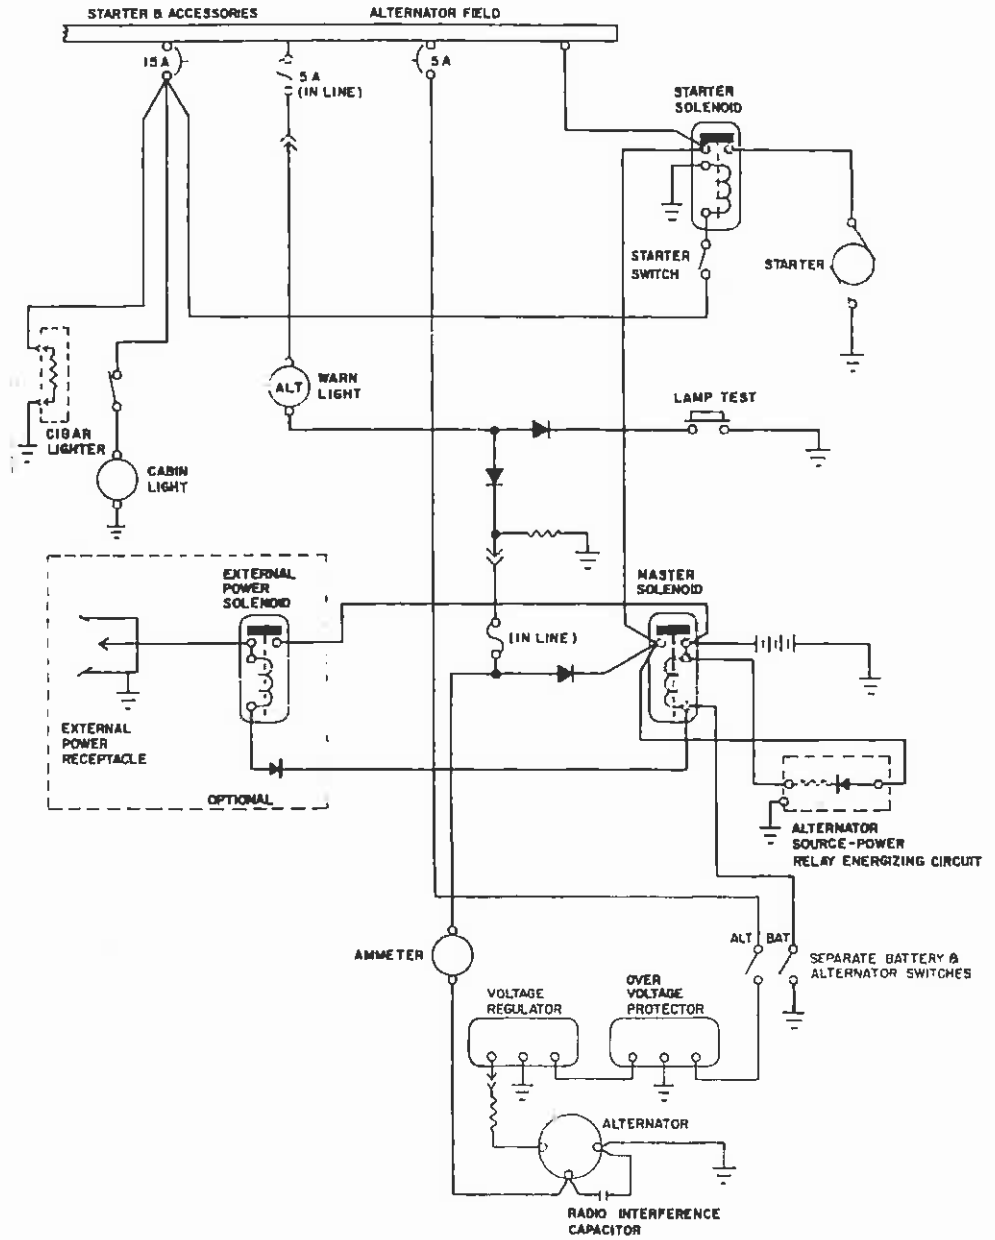 STARTER & ACCESSORIES
ALTERNATOR FIELD
15A
5A
(IN LINE)
5A
STARTER
SOLENOID
STARTER
SWITCH
STARTER
ALT
WARN
LIGHT
LAMP TEST
CIGAR
LIGHTER
CABIN
LIGHT
EXTERNAL
POWER
SOLENOID
MASTER
SOLENOID
(IN LINE)
EXTERNAL
POWER
RECEPTACLE
OPTIONAL
ALTERNATOR
SOURCE-POWER
RELAY ENERGIZING CIRCUIT
ALT
BAT
SEPARATE BATTERY &
ALTERNATOR SWITCHES
AMMETER
VOLTAGE
REGULATOR
OVER
VOLTAGE
PROTECTOR
ALTERNATOR
RADIO INTERFERENCE
CAPACITOR